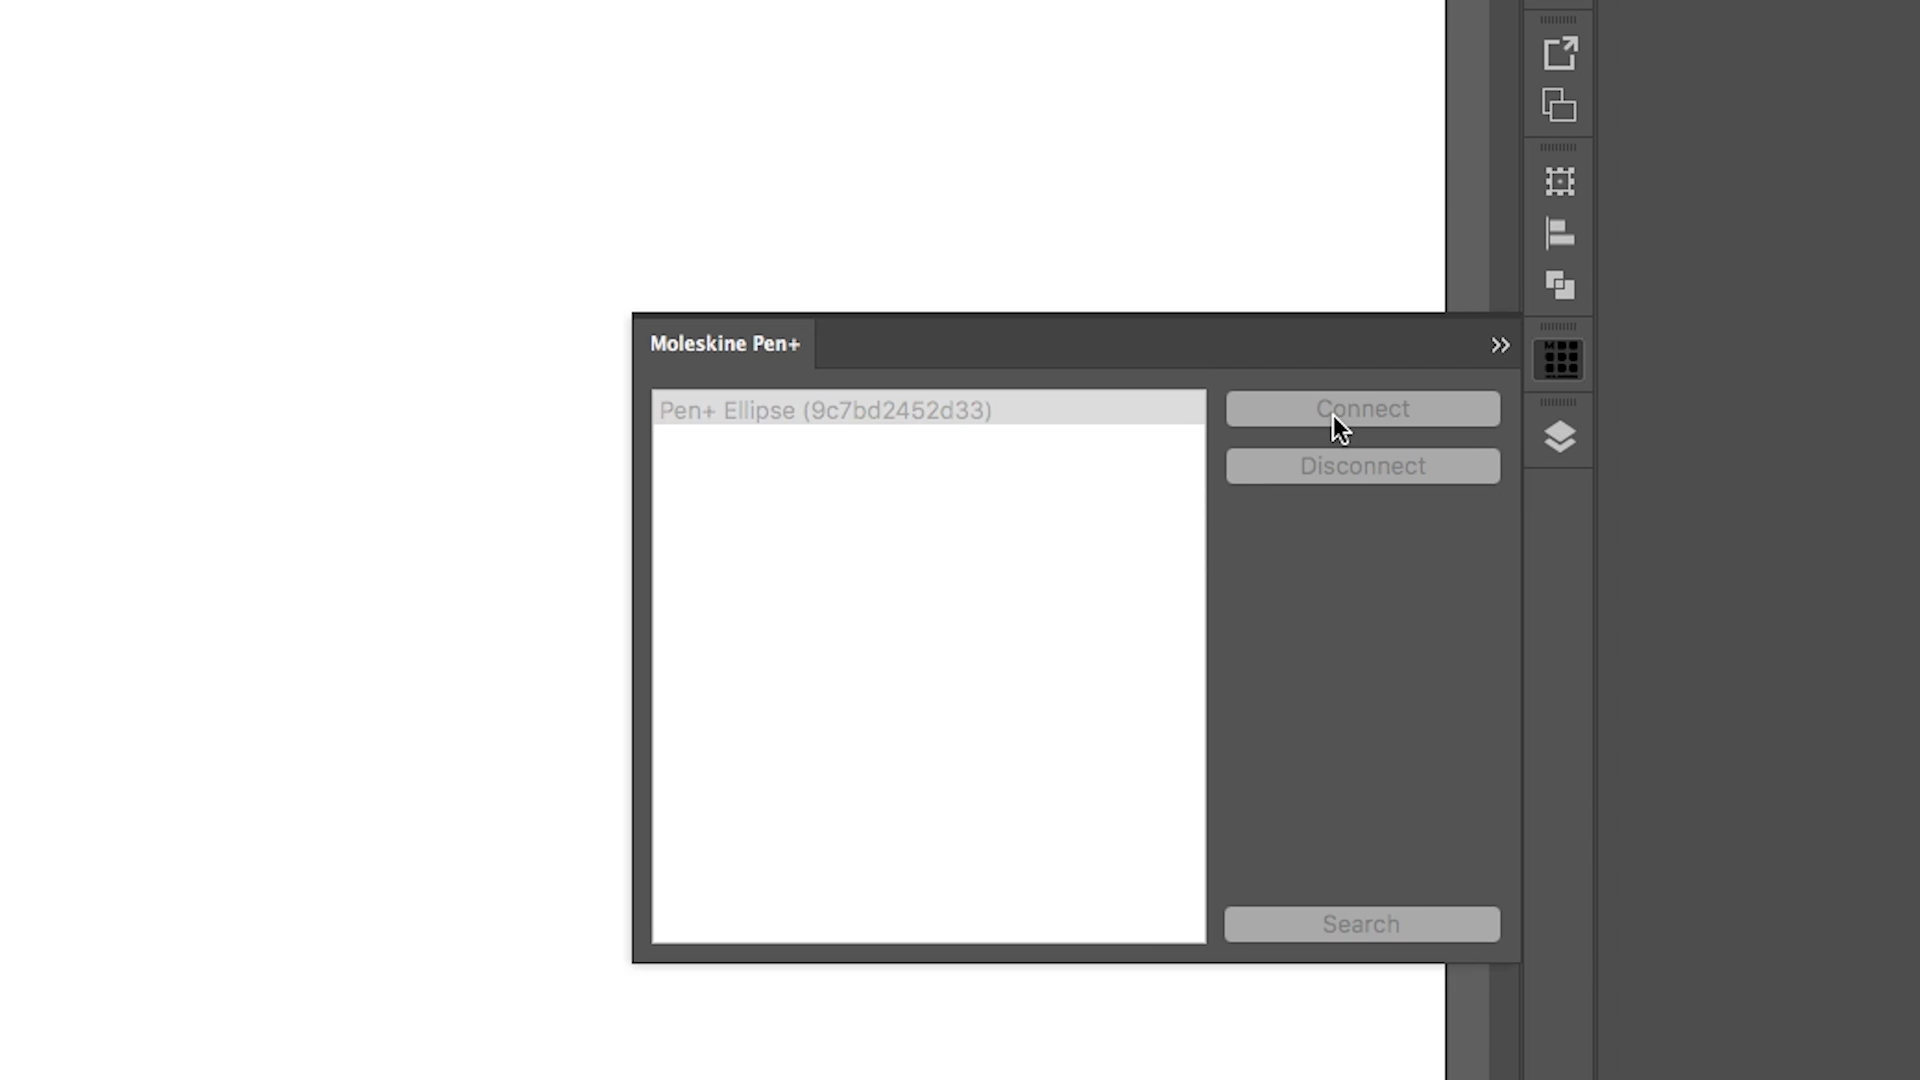 Moleskine Pen+
Pen+ Ellipse (9c7bd2452d33)
Connect
Disconnect
Search